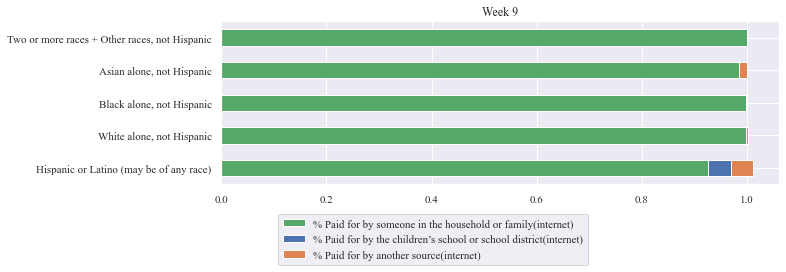 Week 9
Two or more races + Other races, not Hispanic
Asian alone, not Hispanic
Black alone, not Hispanic
White alone, not Hispanic
Hispanic or Latino (may be of any race)
0.0 0.2 0.4 0.6 0.8 1.0
% Paid for by someone in the household or family(internet)
% Paid for by the children’s school or school district(internet)
% Paid for by another source(internet)